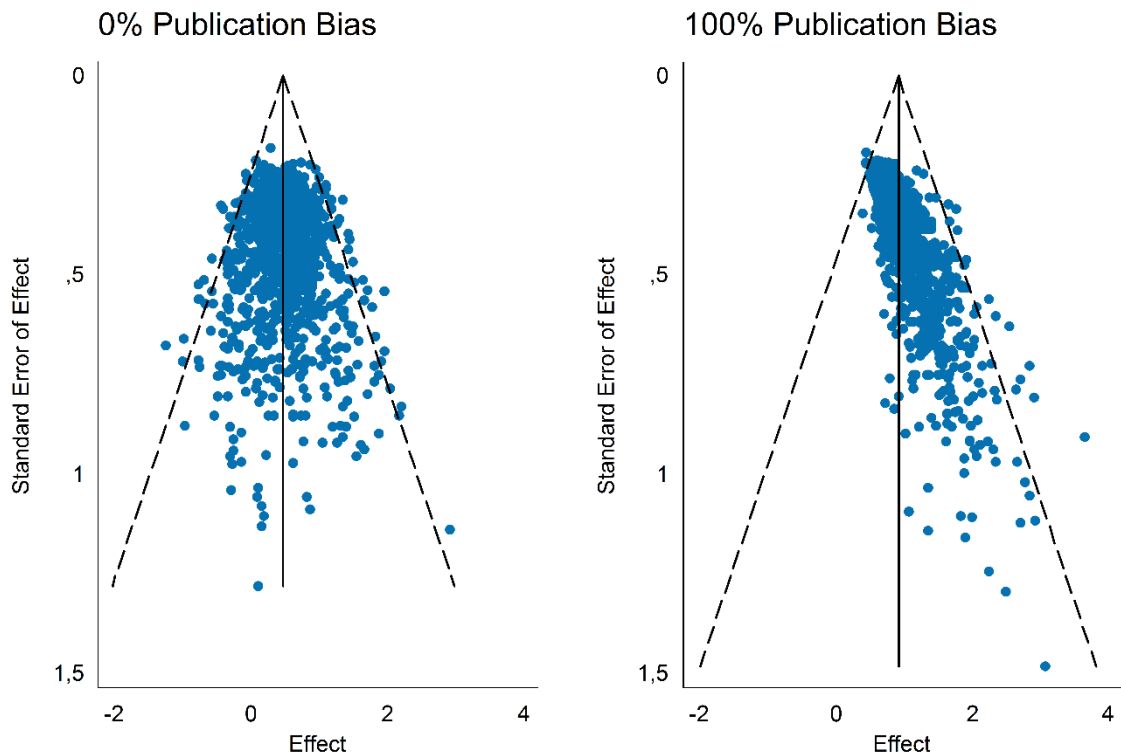 0% Publication Bias
0
,5
1
1,5
Standard Error of Effect
-2
0
2
4
Effect
100% Publication Bias
0
,5
1
1,5
Standard Error of Effect
-2
0
2
4
Effect